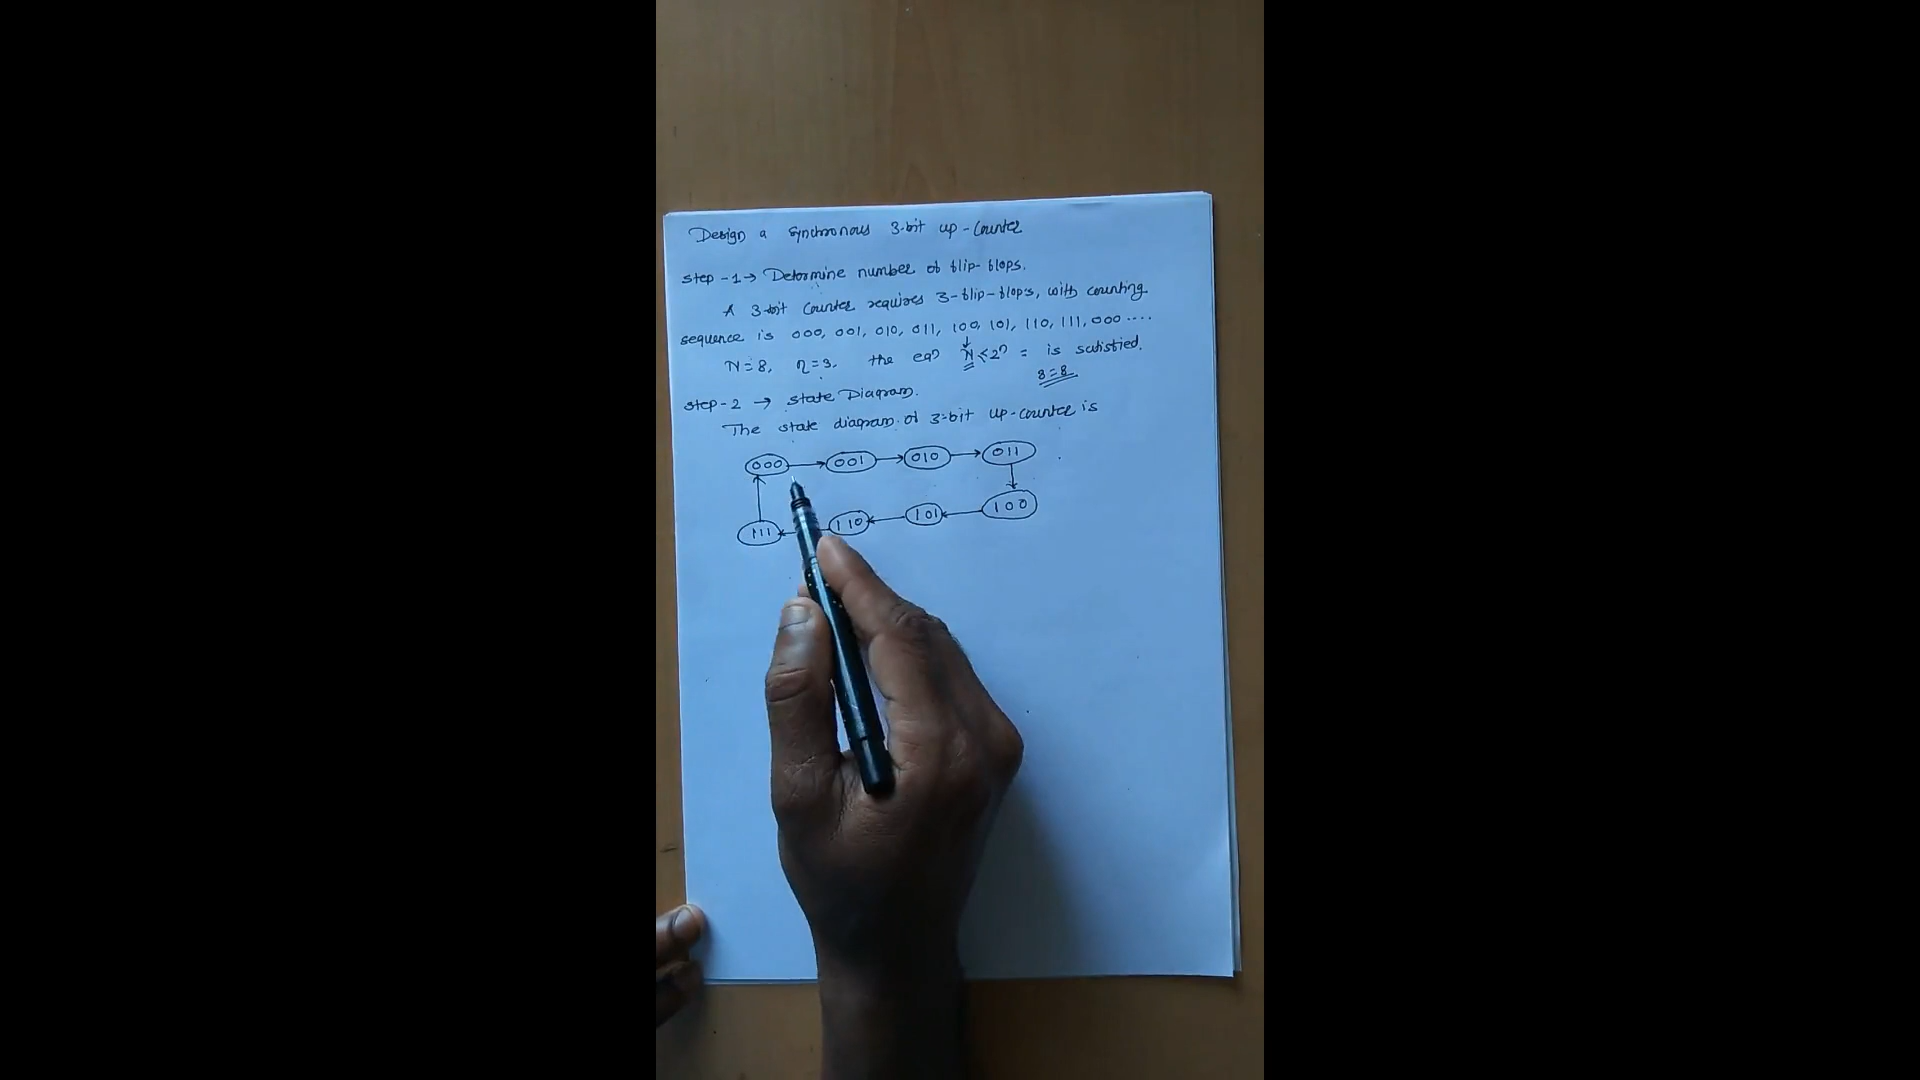 Design a synchronous 3-bit up-counter
step-1→ Determine number of flip-flops.
A 3-bit counter requires 3-flip-flops, with counting
sequence is 000, 001, 010, 011, 100, 101, 110, 111, 000 ....
N=8, n=3. the eqn N≤2ⁿ = is satisfied.
8=8
step-2 → state Diagram.
The state diagram of 3-bit up-counter is
000 → 001 → 010 → 011
111 110 101 100